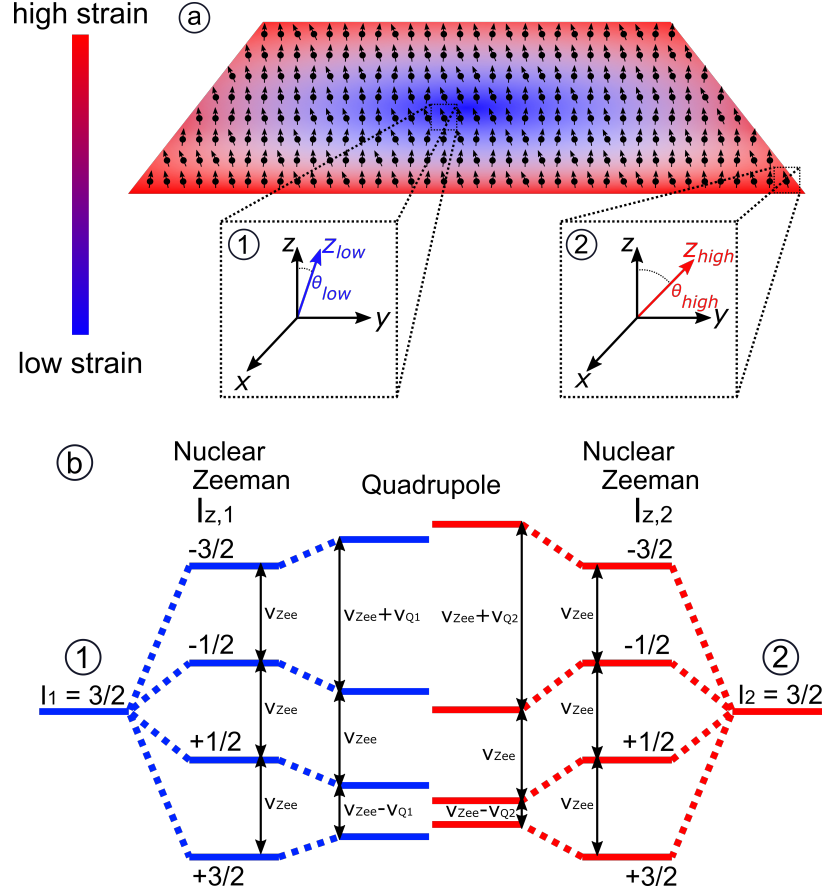 high strain
a
low strain
1
z
z_low
θ_low
y
x
2
z
z_high
θ_high
y
x
b
Nuclear
Zeeman
I_z,1
Quadrupole
Nuclear
Zeeman
I_z,2
-3/2
-3/2
ν_Zee
ν_Zee+ν_Q1
ν_Zee+ν_Q2
ν_Zee
1
-1/2
-1/2
2
I1 = 3/2
I2 = 3/2
ν_Zee
ν_Zee
ν_Zee
ν_Zee
+1/2
+1/2
ν_Zee
ν_Zee-ν_Q1
ν_Zee-ν_Q2
ν_Zee
+3/2
+3/2